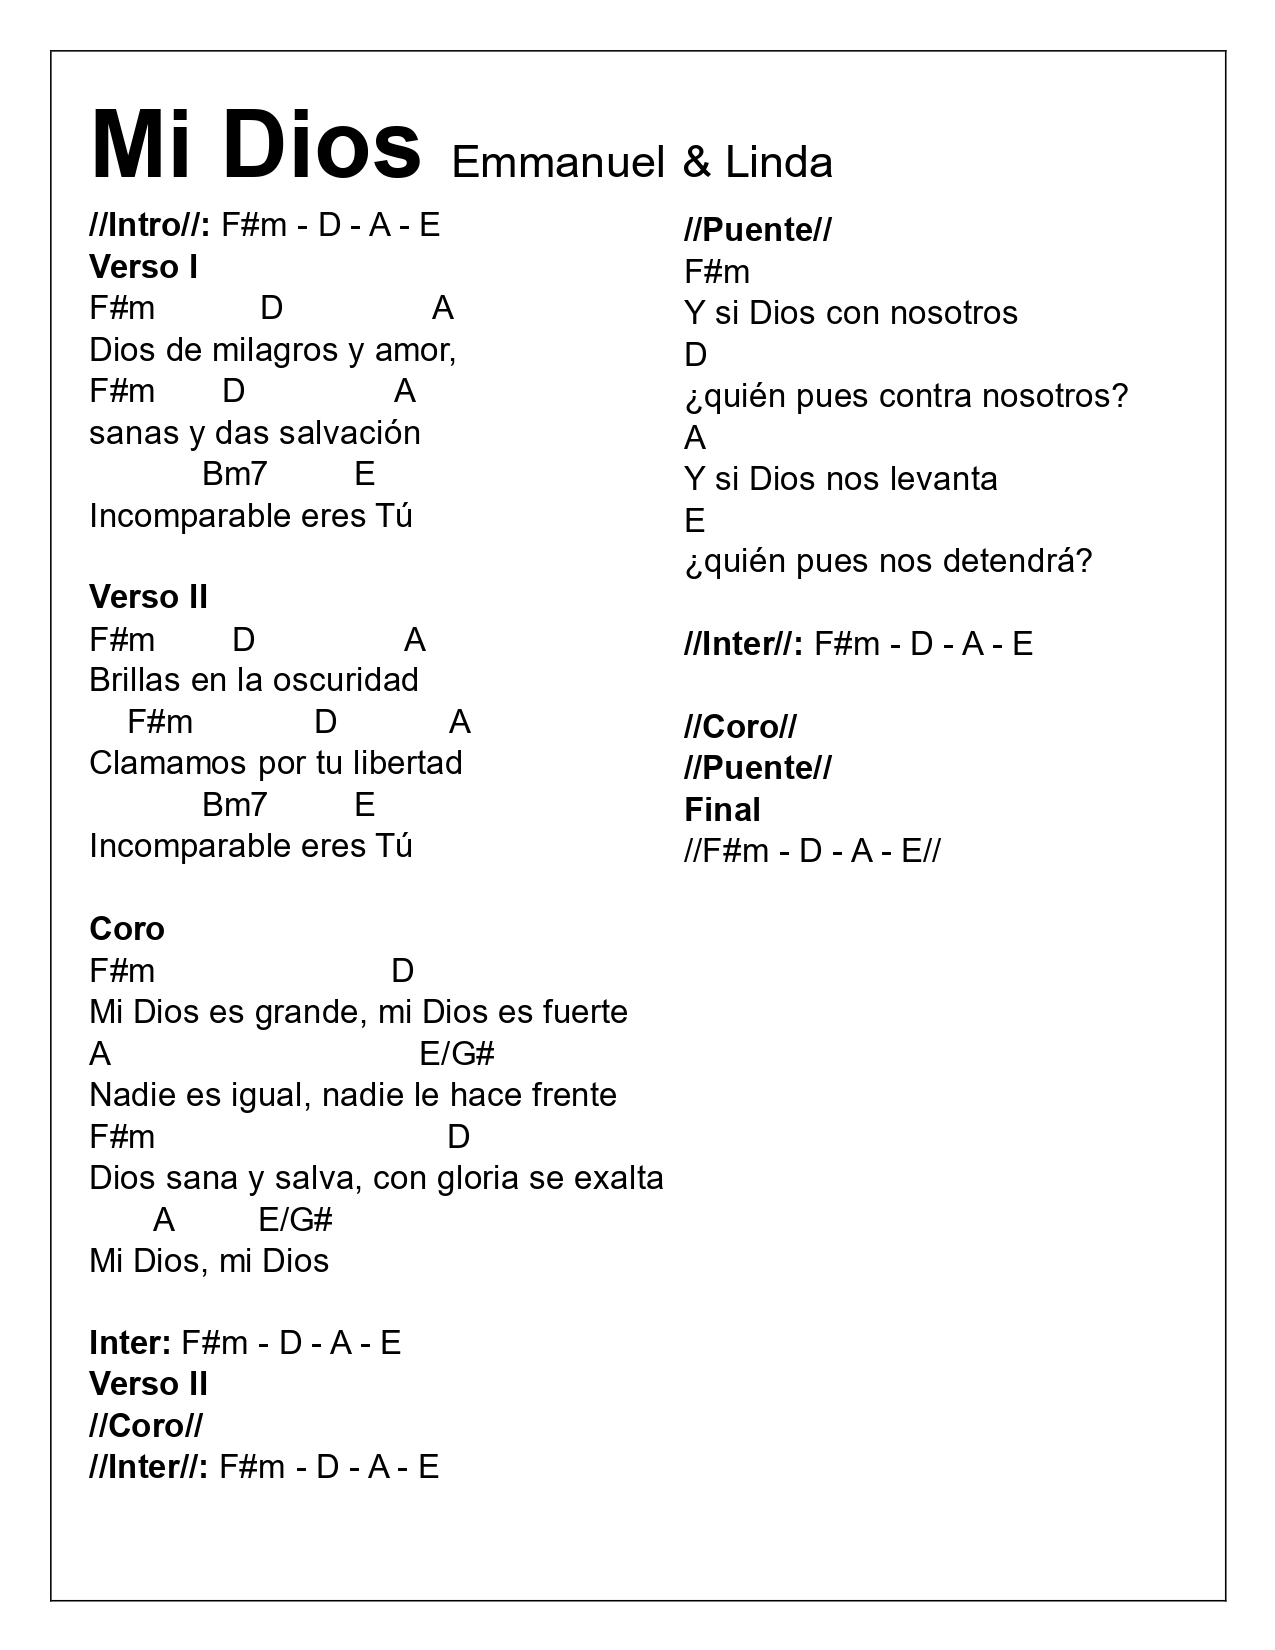 Mi Dios Emmanuel & Linda
//Intro//: F#m - D - A - E
Verso I
F#m D A
Dios de milagros y amor,
F#m D A
sanas y das salvación
Bm7 E
Incomparable eres Tú
Verso II
F#m D A
Brillas en la oscuridad
F#m D A
Clamamos por tu libertad
Bm7 E
Incomparable eres Tú
Coro
F#m D
Mi Dios es grande, mi Dios es fuerte
A E/G#
Nadie es igual, nadie le hace frente
F#m D
Dios sana y salva, con gloria se exalta
A E/G#
Mi Dios, mi Dios
Inter: F#m - D - A - E
Verso II
//Coro//
//Inter//: F#m - D - A - E
//Puente//
F#m
Y si Dios con nosotros
D
¿quién pues contra nosotros?
A
Y si Dios nos levanta
E
¿quién pues nos detendrá?
//Inter//: F#m - D - A - E
//Coro//
//Puente//
Final
//F#m - D - A - E//